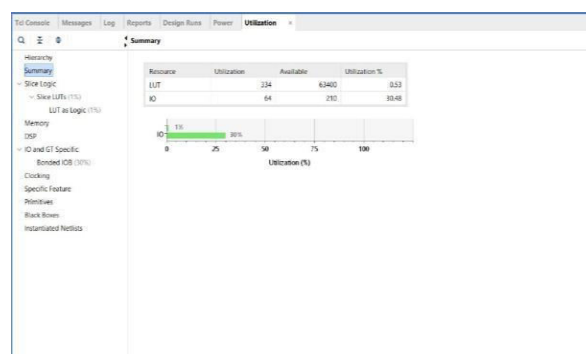 Tcl Console Messages Log Reports Design Runs Power Utilization ×
Summary
Hierarchy
Summary
Slice Logic
Slice LUTs (1%)
LUT as Logic (1%)
Memory
DSP
IO and GT Specific
Bonded IOB (30%)
Clocking
Specific Feature
Primitives
Black Boxes
Instantiated Netlists
Resource Utilization Available Utilization %
LUT 334 63400 0.53
IO 64 210 30.48
1%
IO 30%
0 25 50 75 100
Utilization (%)